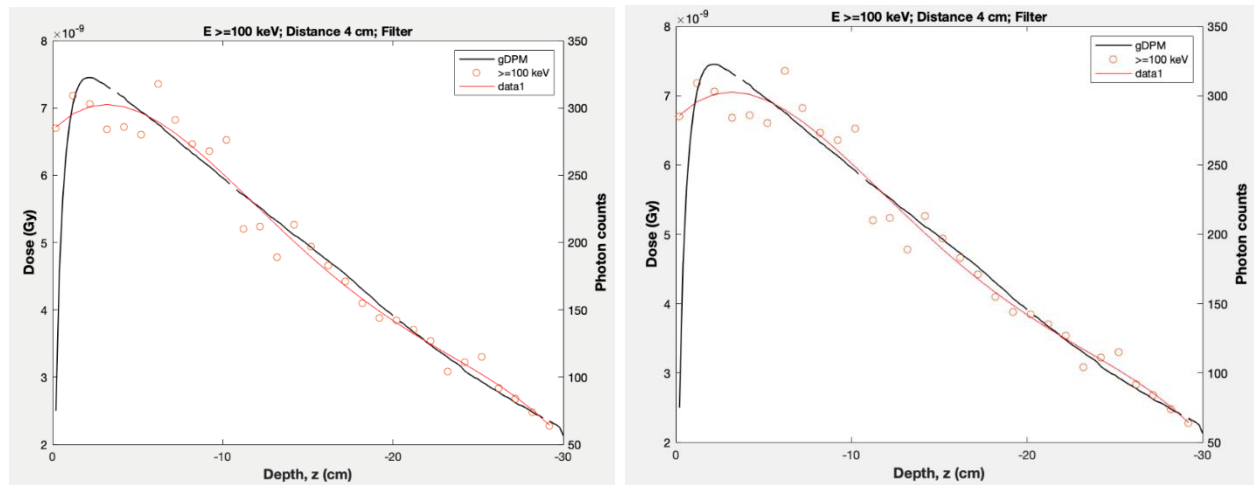 E >=100 keV; Distance 4 cm; Filter
×10⁻⁹
8
7
6
5
4
3
2
Dose (Gy)
350
300
250
200
150
100
50
Photon counts
0
-10
-20
-30
Depth, z (cm)
gDPM
>=100 keV
data1
E >=100 keV; Distance 4 cm; Filter
×10⁻⁹
8
7
6
5
4
3
2
Dose (Gy)
350
300
250
200
150
100
50
Photon counts
0
-10
-20
-30
Depth, z (cm)
gDPM
>=100 keV
data1